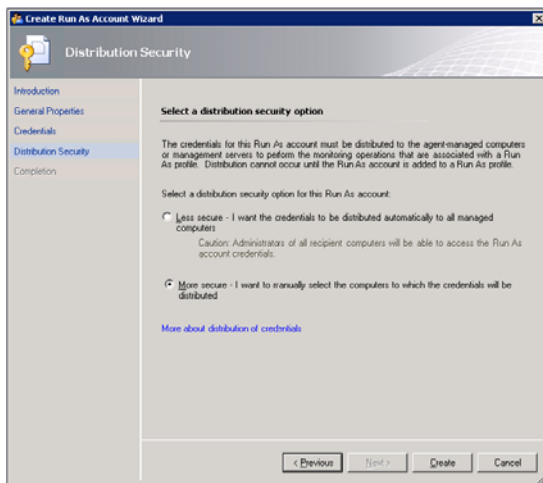 Create Run As Account Wizard
Distribution Security
Introduction
General Properties
Credentials
Distribution Security
Completion
Select a distribution security option
The credentials for this Run As account must be distributed to the agent-managed computers
or management servers to perform the monitoring operations that are associated with a Run
As profile. Distribution cannot occur until the Run As account is added to a Run As profile.
Select a distribution security option for this Run As account:
Less secure - I want the credentials to be distributed automatically to all managed
computers
Caution: Administrators of all recipient computers will be able to access the Run As
account credentials.
More secure - I want to manually select the computers to which the credentials will be
distributed
More about distribution of credentials
< Previous
Next >
Create
Cancel